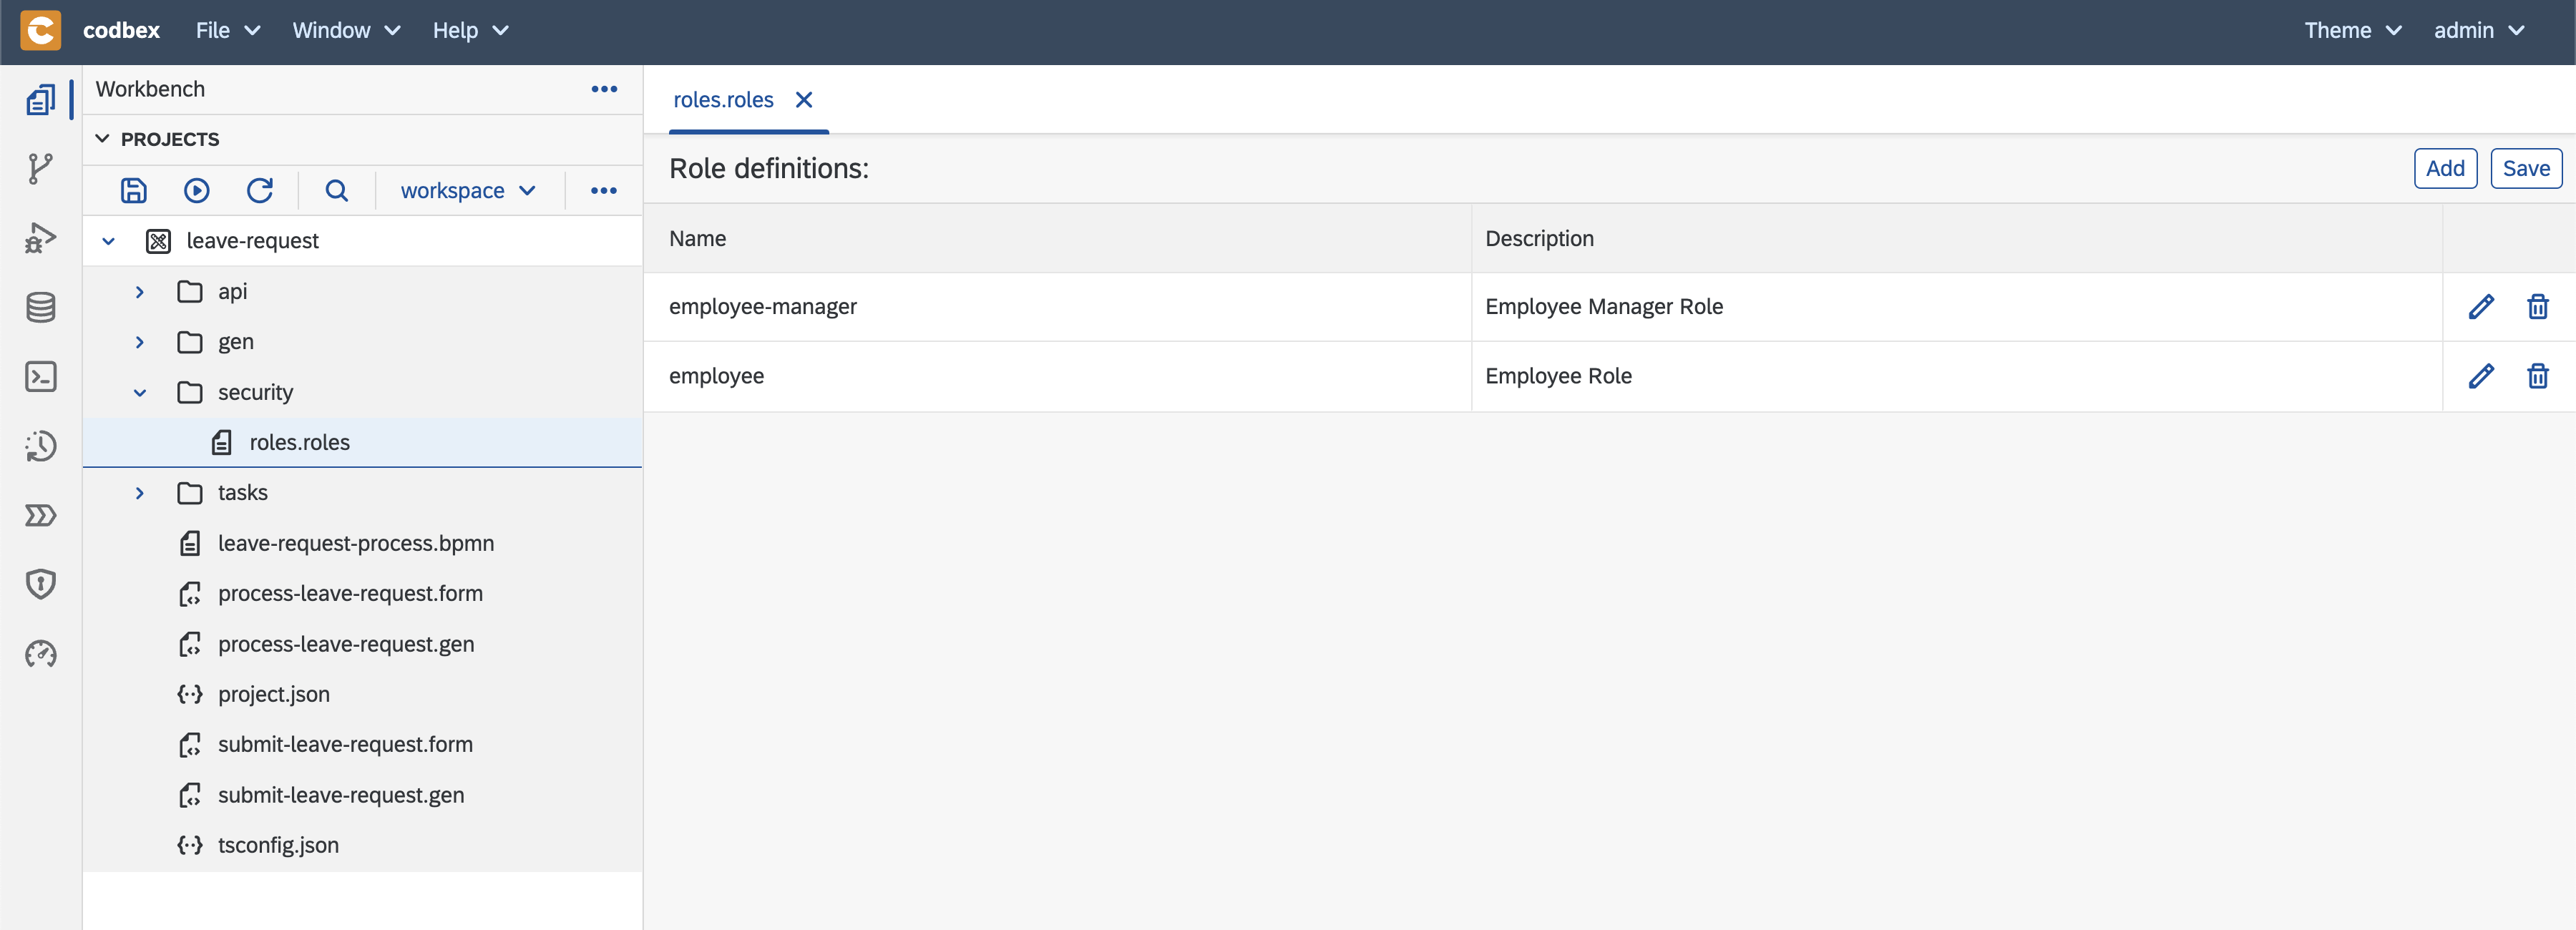 codbex File Window Help Theme admin
Workbench
PROJECTS
workspace
leave-request
api
gen
security
roles.roles
tasks
leave-request-process.bpmn
process-leave-request.form
process-leave-request.gen
project.json
submit-leave-request.form
submit-leave-request.gen
tsconfig.json
roles.roles
Role definitions: Add Save
Name Description
employee-manager Employee Manager Role
employee Employee Role